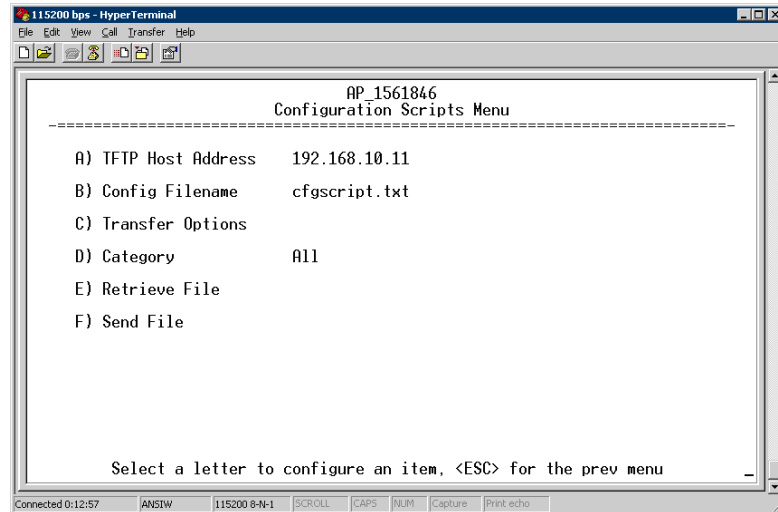 115200 bps - HyperTerminal
File Edit View Call Transfer Help
AP_1561846
Configuration Scripts Menu
-==========================================================================-
A) TFTP Host Address 192.168.10.11
B) Config Filename cfgscript.txt
C) Transfer Options
D) Category All
E) Retrieve File
F) Send File
Select a letter to configure an item, <ESC> for the prev menu
Connected 0:12:57 ANSIW 115200 8-N-1 SCROLL CAPS NUM Capture Print echo